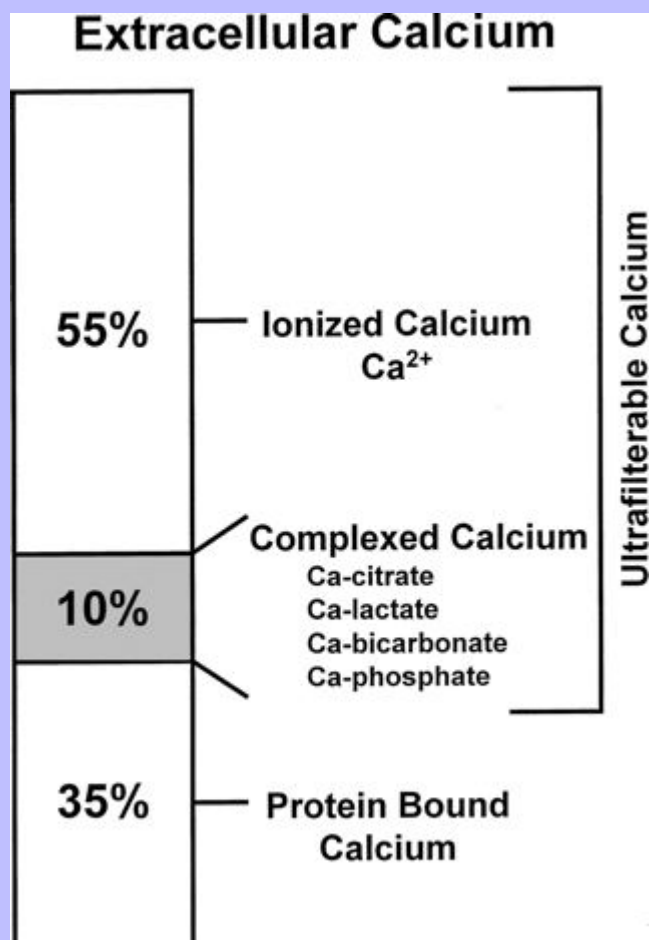 Extracellular Calcium
55%
Ionized Calcium
Ca²⁺
Complexed Calcium
Ca-citrate
Ca-lactate
Ca-bicarbonate
Ca-phosphate
10%
35%
Protein Bound
Calcium
Ultrafilterable Calcium